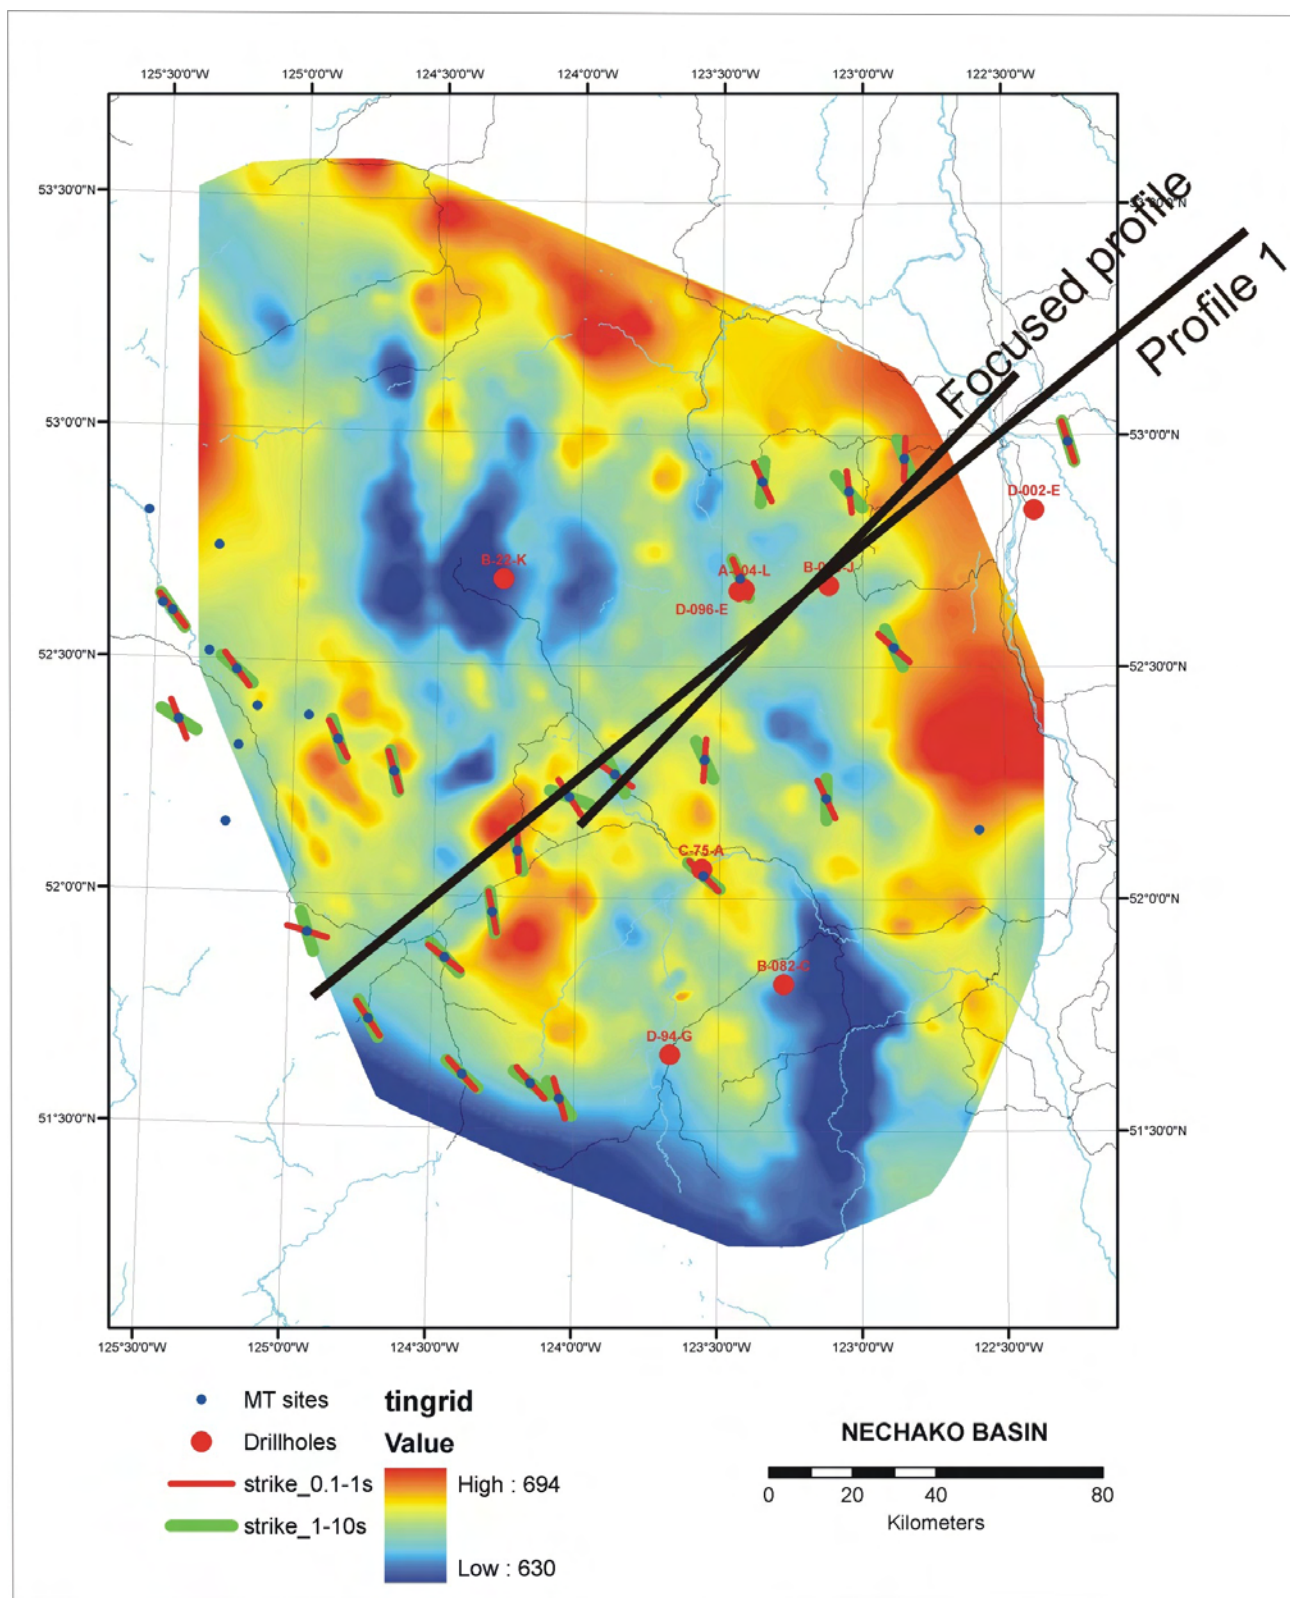 125°30'0"W 125°0'0"W 124°30'0"W 124°0'0"W 123°30'0"W 123°0'0"W 122°30'0"W
53°30'0"N
Focused profile
Profile 1
53°0'0"N 53°0'0"N
D-002-E
B-22-K
D-096-E
52°30'0"N 52°30'0"N
C-75-A
52°0'0"N 52°0'0"N
B-082-C
D-94-G
51°30'0"N 51°30'0"N
125°30'0"W 125°0'0"W 124°30'0"W 124°0'0"W 123°30'0"W 123°0'0"W 122°30'0"W
MT sites
Drillholes
strike_0.1-1s
strike_1-10s
tingrid
Value
High : 694
Low : 630
NECHAKO BASIN
0 20 40 80
Kilometers